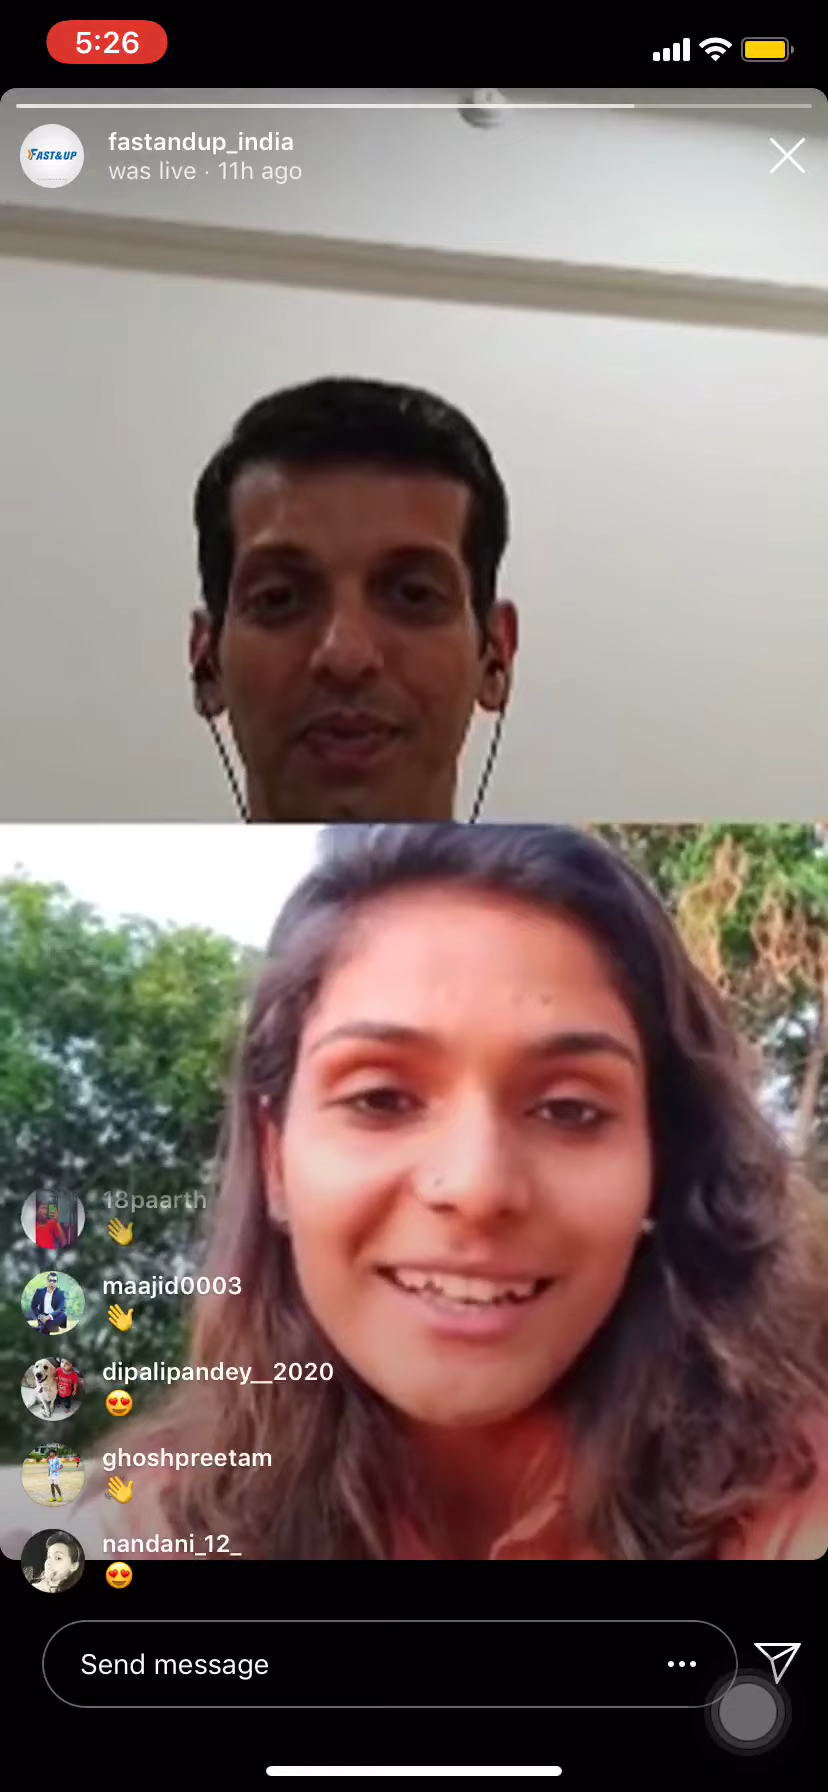 5:26
FAST&UP
fastandup_india
was live · 11h ago
18paarth
👋
maajid0003
👋
dipalipandey__2020
😍
ghoshpreetam
👋
nandani_12_
😍
Send message